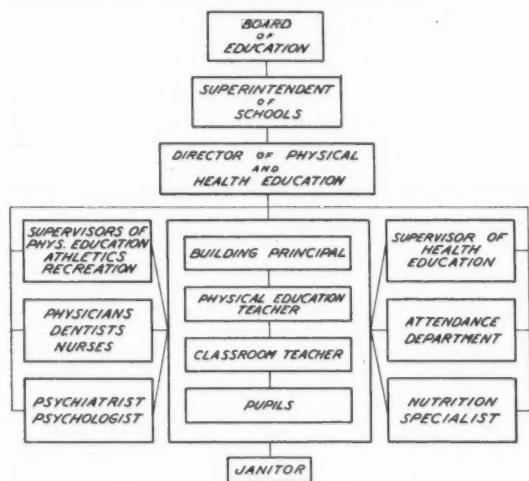 BOARD
OF
EDUCATION
SUPERINTENDENT
OF
SCHOOLS
DIRECTOR OF PHYSICAL
AND
HEALTH EDUCATION
SUPERVISORS OF
PHYS. EDUCATION
ATHLETICS
RECREATION
PHYSICIANS
DENTISTS
NURSES
PSYCHIATRIST
PSYCHOLOGIST
BUILDING PRINCIPAL
PHYSICAL EDUCATION
TEACHER
CLASSROOM TEACHER
PUPILS
SUPERVISOR OF
HEALTH
EDUCATION
ATTENDANCE
DEPARTMENT
NUTRITION
SPECIALIST
JANITOR